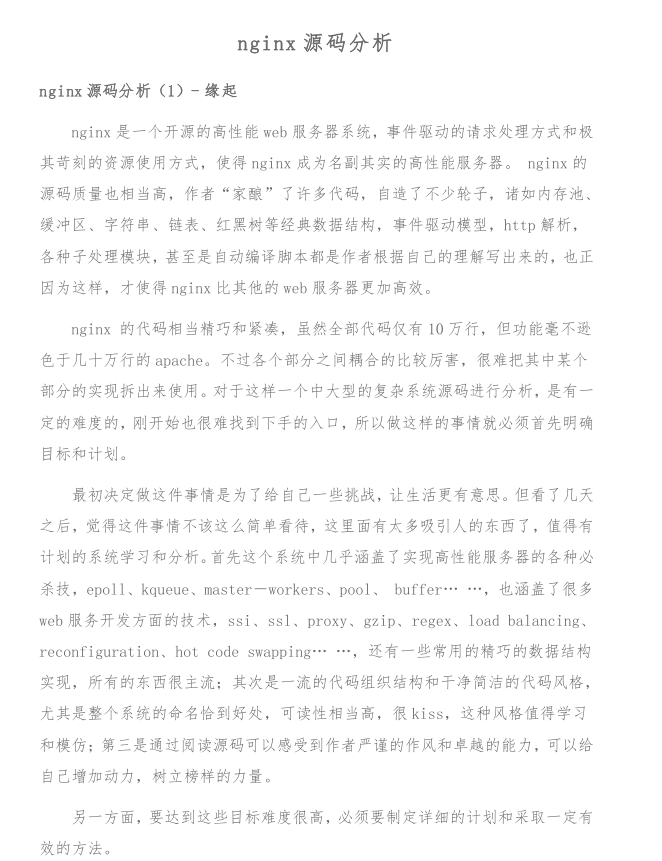 nginx 源码分析
nginx 源码分析（1）- 缘起
nginx 是一个开源的高性能 web 服务器系统，事件驱动的请求处理方式和极
其苛刻的资源使用方式，使得 nginx 成为名副其实的高性能服务器。 nginx 的
源码质量也相当高，作者“家酿”了许多代码，自造了不少轮子，诸如内存池、
缓冲区、字符串、链表、红黑树等经典数据结构，事件驱动模型，http 解析，
各种子处理模块，甚至是自动编译脚本都是作者根据自己的理解写出来的，也正
因为这样，才使得 nginx 比其他的 web 服务器更加高效。
nginx 的代码相当精巧和紧凑，虽然全部代码仅有 10 万行，但功能毫不逊
色于几十万行的 apache。不过各个部分之间耦合的比较厉害，很难把其中某个
部分的实现拆出来使用。对于这样一个中大型的复杂系统源码进行分析，是有一
定的难度的，刚开始也很难找到下手的入口，所以做这样的事情就必须首先明确
目标和计划。
最初决定做这件事情是为了给自己一些挑战，让生活更有意思。但看了几天
之后，觉得这件事情不该这么简单看待，这里面有太多吸引人的东西了，值得有
计划的系统学习和分析。首先这个系统中几乎涵盖了实现高性能服务器的各种必
杀技，epoll、kqueue、master－workers、pool、 buffer… …，也涵盖了很多
web 服务开发方面的技术，ssi、ssl、proxy、gzip、regex、load balancing、
reconfiguration、hot code swapping… …，还有一些常用的精巧的数据结构
实现，所有的东西很主流；其次是一流的代码组织结构和干净简洁的代码风格，
尤其是整个系统的命名恰到好处，可读性相当高，很 kiss，这种风格值得学习
和模仿；第三是通过阅读源码可以感受到作者严谨的作风和卓越的能力，可以给
自己增加动力，树立榜样的力量。
另一方面，要达到这些目标难度很高，必须要制定详细的计划和采取一定有
效的方法。